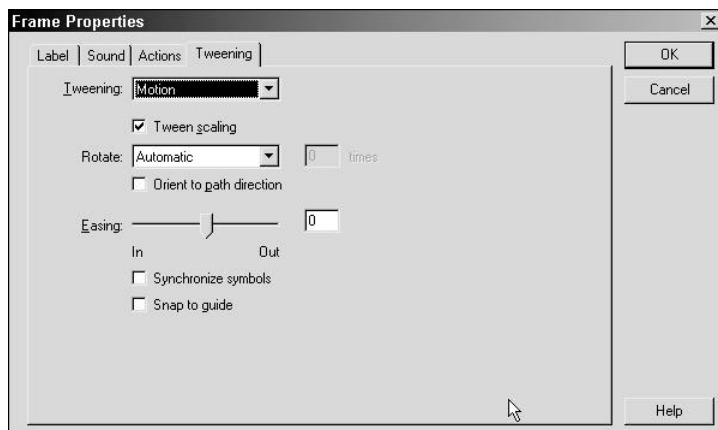 Frame Properties
Label Sound Actions Tweening
OK
Tweening: Motion
Cancel
Tween scaling
Rotate: Automatic 0 times
Orient to path direction
Easing: 0
In Out
Synchronize symbols
Snap to guide
Help